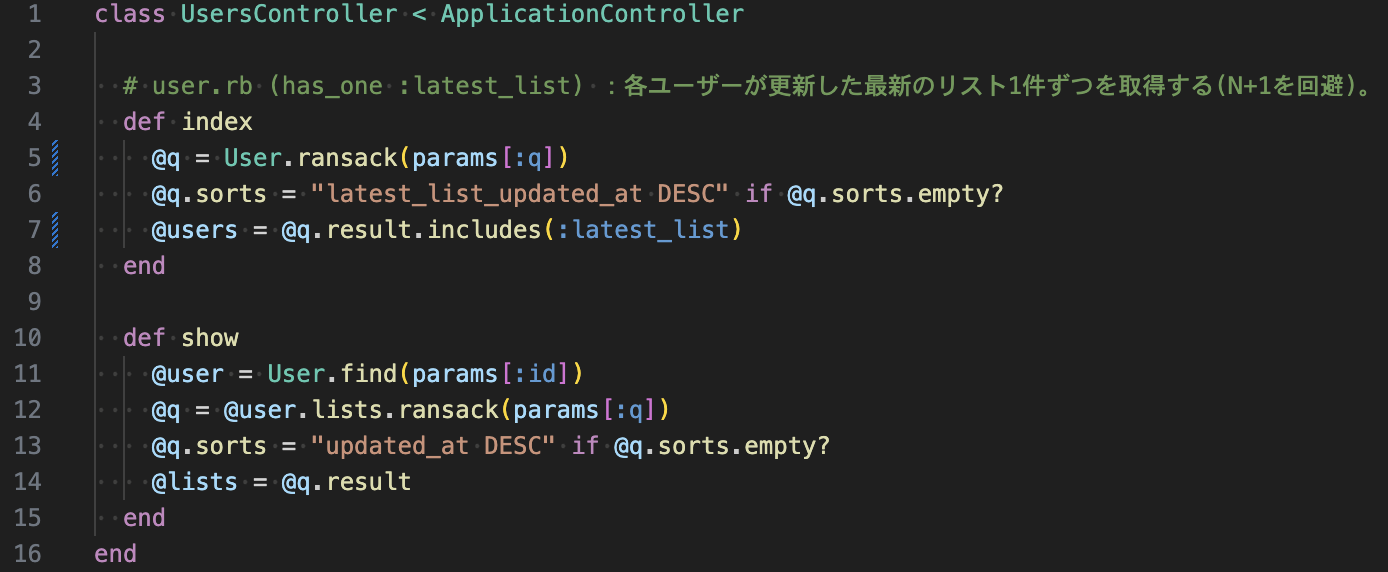 1 class UsersController < ApplicationController
2
3 # user.rb (has_one :latest_list) ：各ユーザーが更新した最新のリスト1件ずつを取得する(N+1を回避)。
4 def index
5 @q = User.ransack(params[:q])
6 @q.sorts = "latest_list_updated_at DESC" if @q.sorts.empty?
7 @users = @q.result.includes(:latest_list)
8 end
9
10 def show
11 @user = User.find(params[:id])
12 @q = @user.lists.ransack(params[:q])
13 @q.sorts = "updated_at DESC" if @q.sorts.empty?
14 @lists = @q.result
15 end
16 end